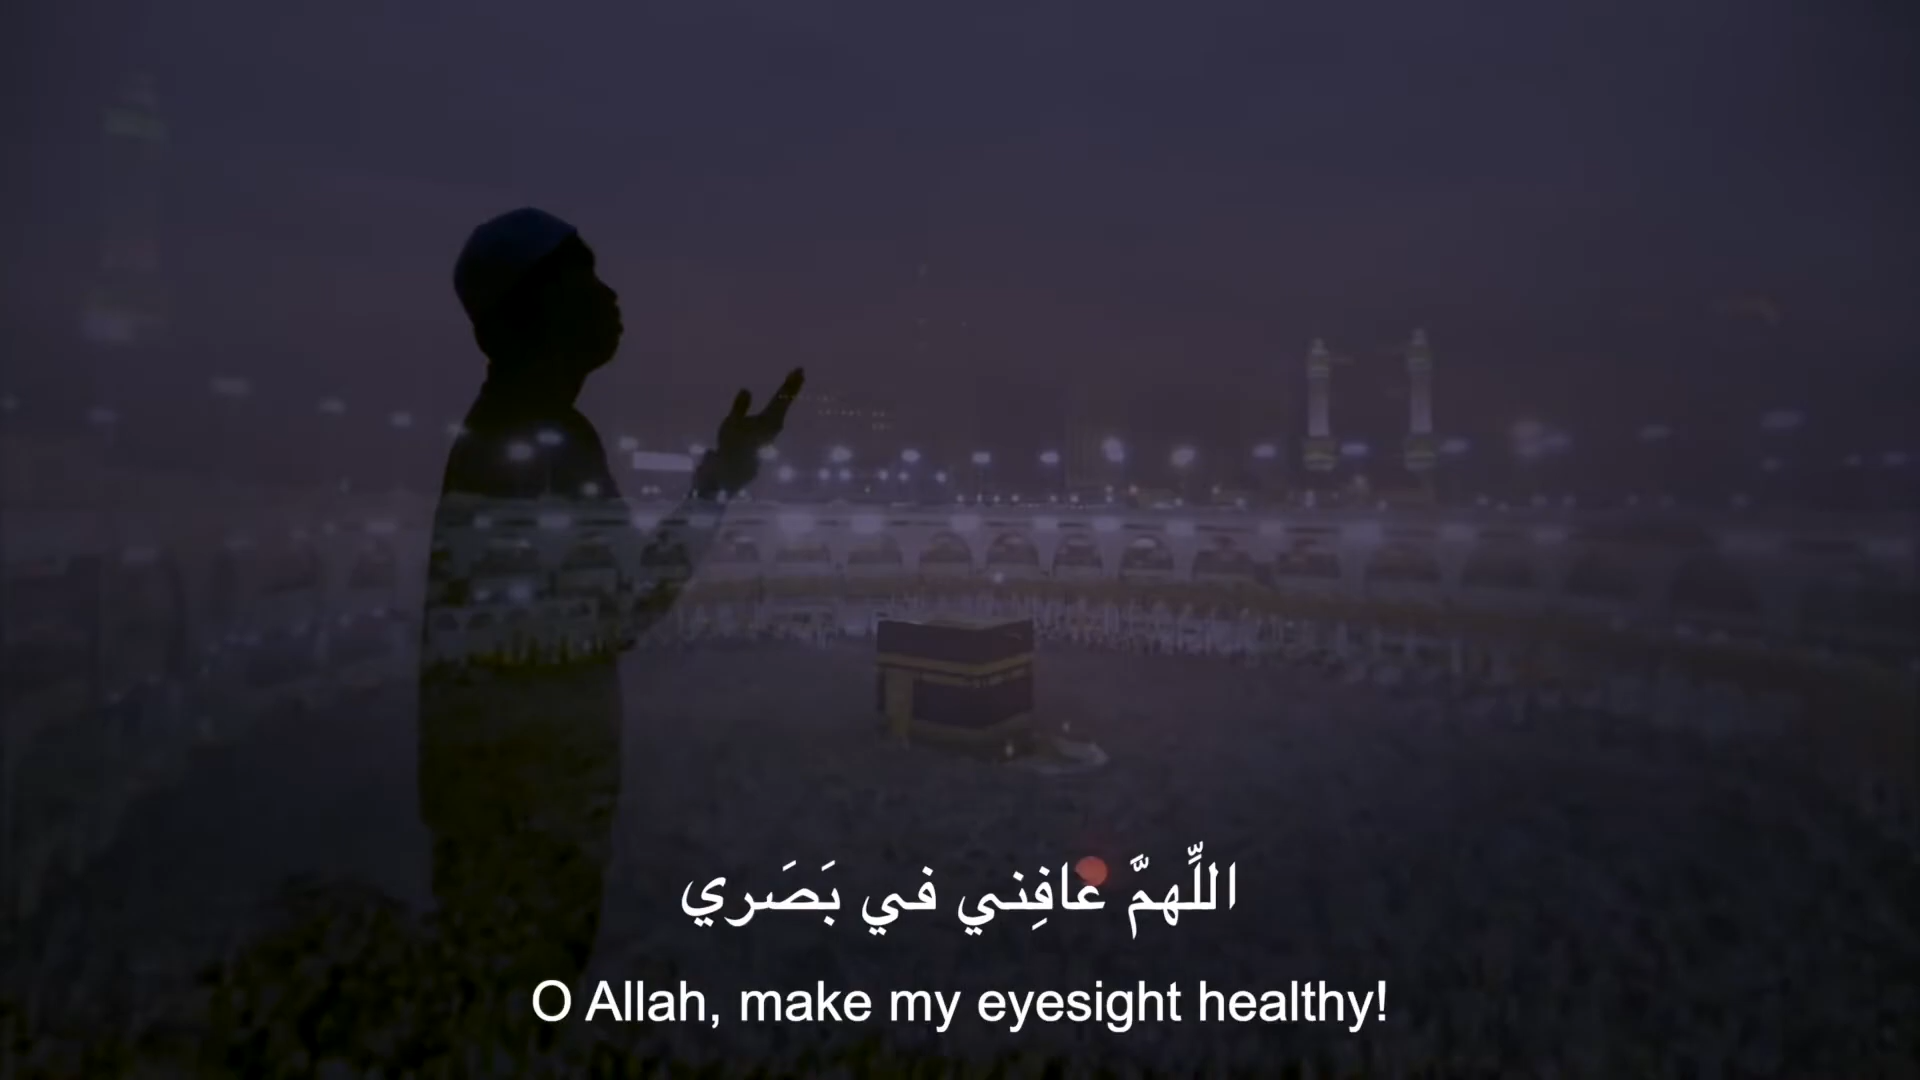 اللِّهمَّ عافِني في بَصَري
O Allah, make my eyesight healthy!